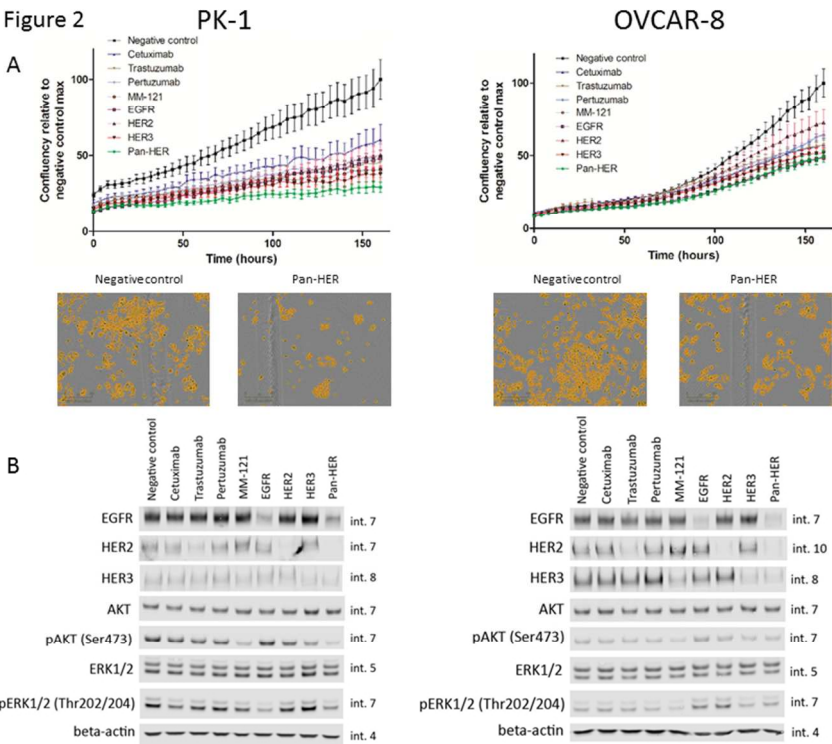 Figure 2
PK-1
OVCAR-8
A
Confluency relative to
negative control max
100
50
0
0
50
100
150
Time (hours)
Negative control
Cetuximab
Trastuzumab
Pertuzumab
MM-121
EGFR
HER2
HER3
Pan-HER
Confluency relative to
negative control max
100
50
0
0
50
100
150
Time (hours)
Negative control
Cetuximab
Trastuzumab
Pertuzumab
MM-121
EGFR
HER2
HER3
Pan-HER
Negative control
Pan-HER
Negative control
Pan-HER
B
Negative control
Cetuximab
Trastuzumab
Pertuzumab
MM-121
EGFR
HER2
HER3
Pan-HER
EGFR int. 7
HER2 int. 7
HER3 int. 8
AKT int. 7
pAKT (Ser473) int. 7
ERK1/2 int. 5
pERK1/2 (Thr202/204) int. 7
beta-actin int. 4
Negative control
Cetuximab
Trastuzumab
Pertuzumab
MM-121
EGFR
HER2
HER3
Pan-HER
EGFR int. 7
HER2 int. 10
HER3 int. 8
AKT int. 7
pAKT (Ser473) int. 7
ERK1/2 int. 5
pERK1/2 (Thr202/204) int. 7
beta-actin int. 4